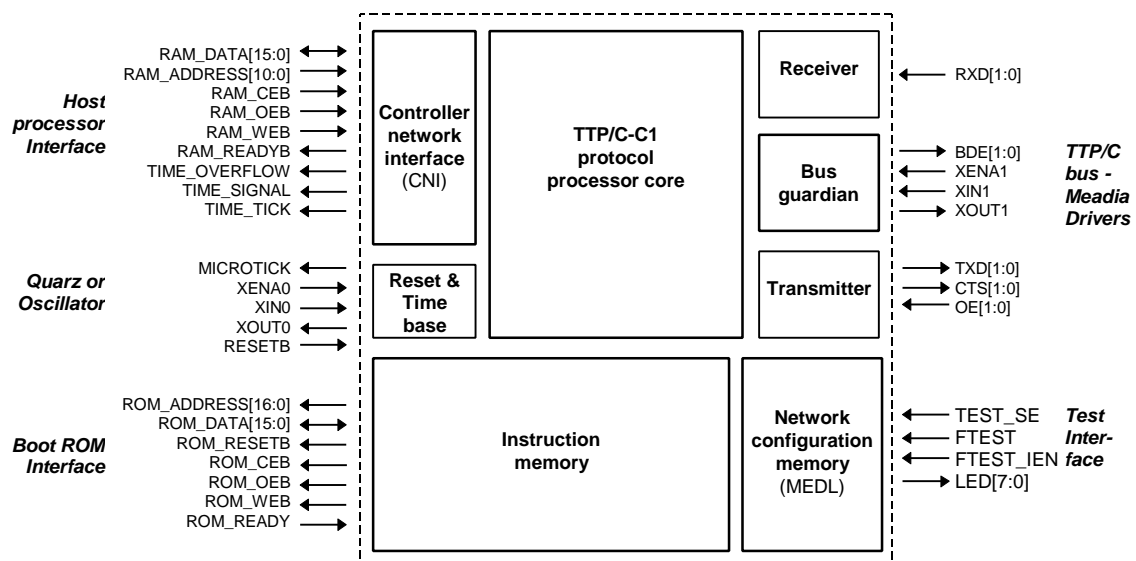 Host
processor
Interface
RAM_DATA[15:0]
RAM_ADDRESS[10:0]
RAM_CEB
RAM_OEB
RAM_WEB
RAM_READYB
TIME_OVERFLOW
TIME_SIGNAL
TIME_TICK
Quarz or
Oscillator
MICROTICK
XENA0
XIN0
XOUT0
RESETB
Boot ROM
Interface
ROM_ADDRESS[16:0]
ROM_DATA[15:0]
ROM_RESETB
ROM_CEB
ROM_OEB
ROM_WEB
ROM_READY
Controller
network
interface
(CNI)
Reset &
Time
base
TTP/C-C1
protocol
processor core
Receiver
Bus
guardian
Transmitter
Instruction
memory
Network
configuration
memory
(MEDL)
RXD[1:0]
BDE[1:0]
XENA1
XIN1
XOUT1
TXD[1:0]
CTS[1:0]
OE[1:0]
TTP/C
bus -
Meadia
Drivers
TEST_SE
FTEST
FTEST_IEN
LED[7:0]
Test
Inter-
face